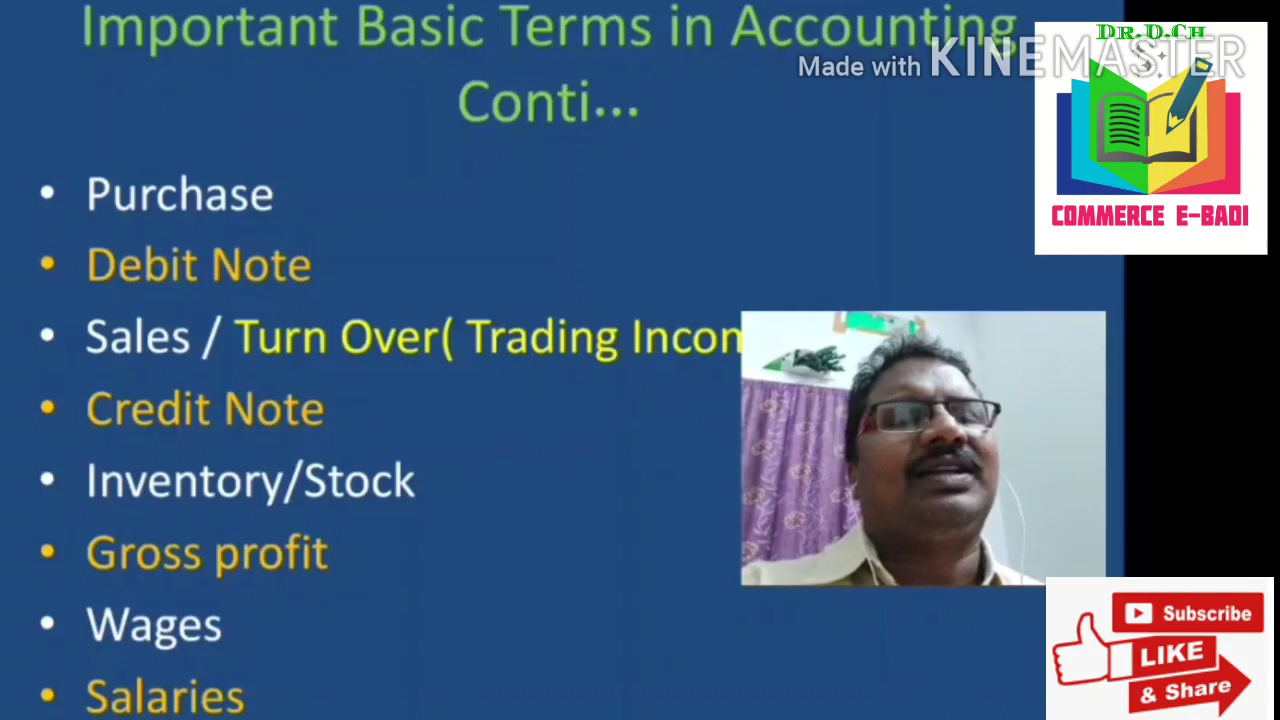 Important Basic Terms in Accounting
Conti...
Made with KINEMASTER
DR.D.CH
COMMERCE E-BADI
• Purchase
• Debit Note
• Sales / Turn Over( Trading Incom
• Credit Note
• Inventory/Stock
• Gross profit
• Wages
• Salaries
Subscribe
LIKE
& Share